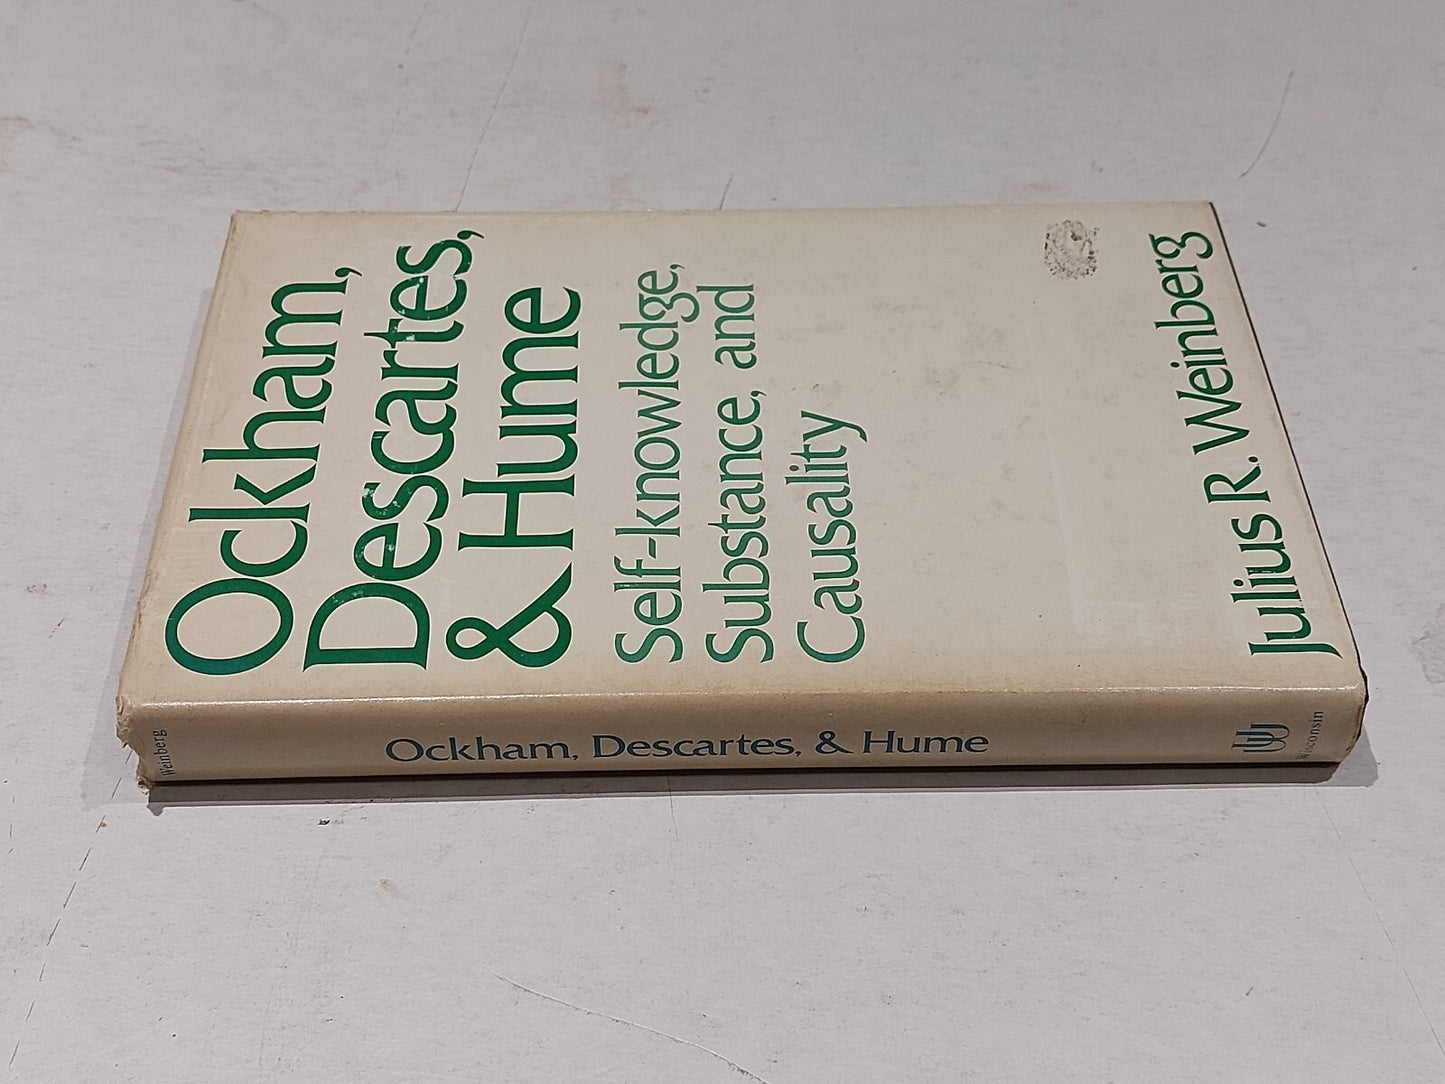 Ockham,
Descartes,
& Hume
Self-knowledge,
Substance, and
Causality
Julius R. Weinberg
Weinberg
Ockham, Descartes, & Hume
Wisconsin